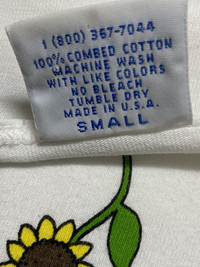 1 (800) 367-7044
100% COMBED COTTON
MACHINE WASH
WITH LIKE COLORS
NO BLEACH
TUMBLE DRY
MADE IN U.S.A.
SMALL